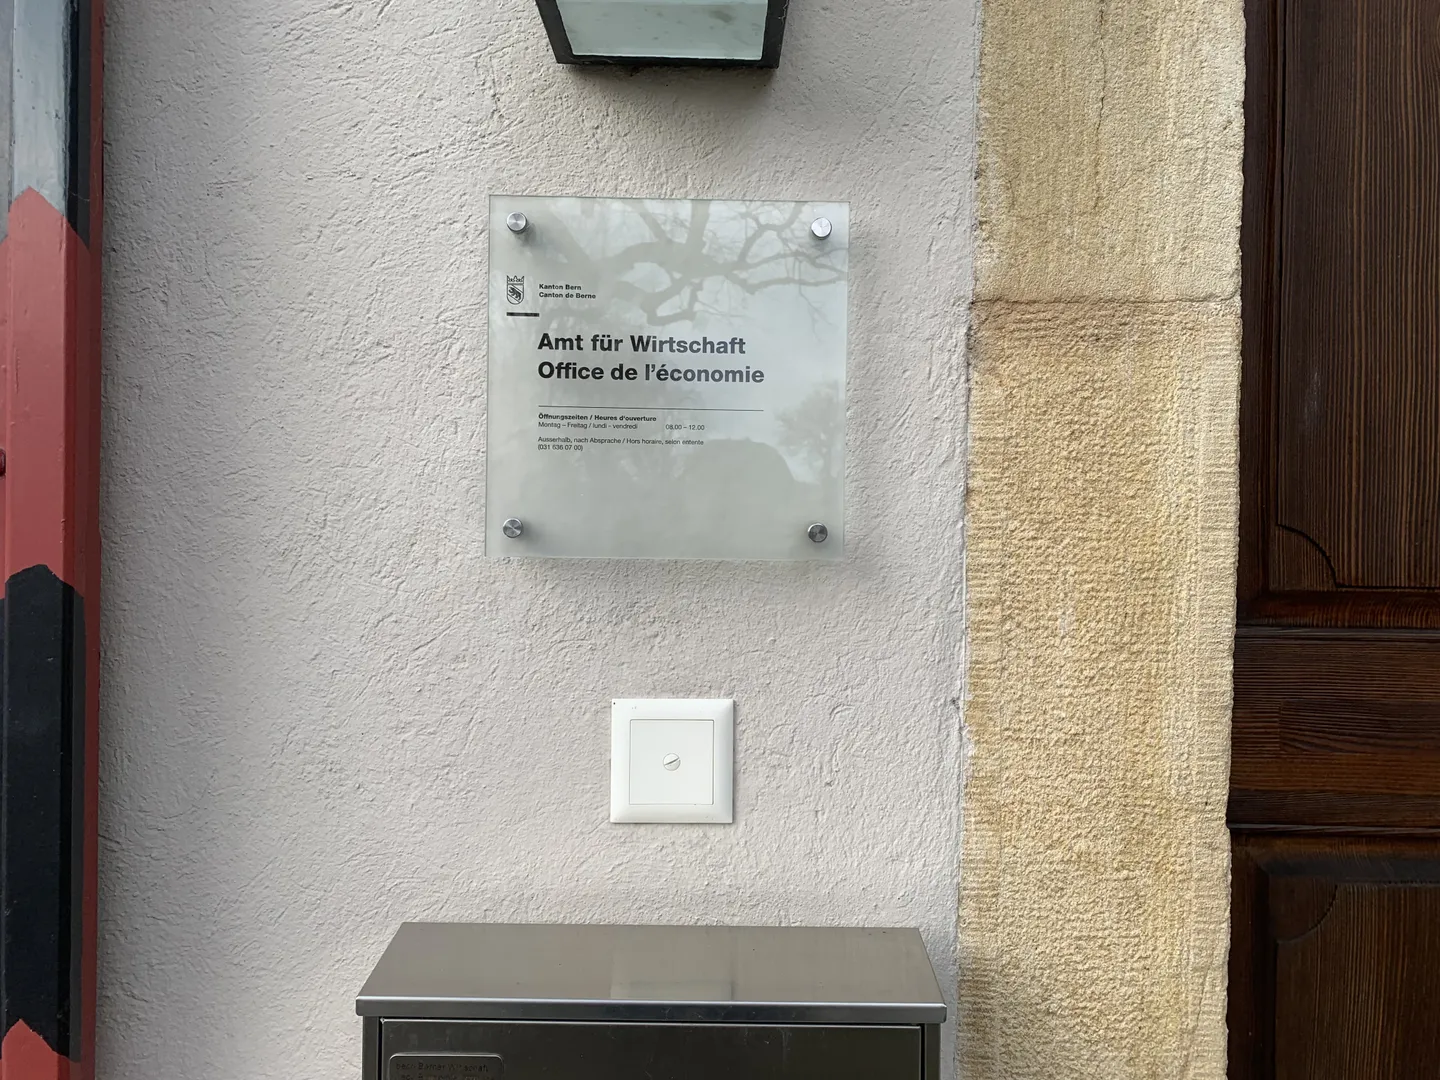 Kanton Bern
Canton de Berne
Amt für Wirtschaft
Office de l'économie
Öffnungszeiten / Heures d'ouverture
Montag – Freitag / lundi - vendredi 08.00 – 12.00
Ausserhalb, nach Absprache / Hors horaire, selon entente
(031 636 07 00)